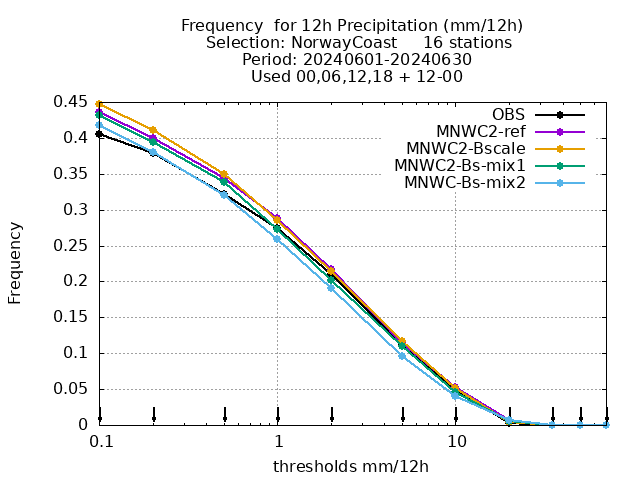 Frequency  for 12h Precipitation (mm/12h)
Selection: NorwayCoast     16 stations
Period: 20240601-20240630
Used 00,06,12,18 + 12-00
0.45
0.4
0.35
0.3
0.25
0.2
0.15
0.1
0.05
0
Frequency
OBS
MNWC2-ref
MNWC2-Bscale
MNWC2-Bs-mix1
MNWC-Bs-mix2
0.1 1 10
thresholds mm/12h